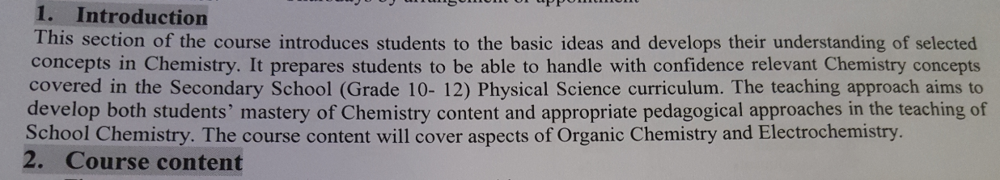 by arrangement or appointment
1. Introduction
This section of the course introduces students to the basic ideas and develops their understanding of selected
concepts in Chemistry. It prepares students to be able to handle with confidence relevant Chemistry concepts
covered in the Secondary School (Grade 10- 12) Physical Science curriculum. The teaching approach aims to
develop both students’ mastery of Chemistry content and appropriate pedagogical approaches in the teaching of
School Chemistry. The course content will cover aspects of Organic Chemistry and Electrochemistry.
2. Course content